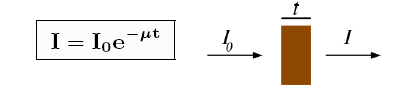 I = I₀e^(−μt)
t
I₀
I